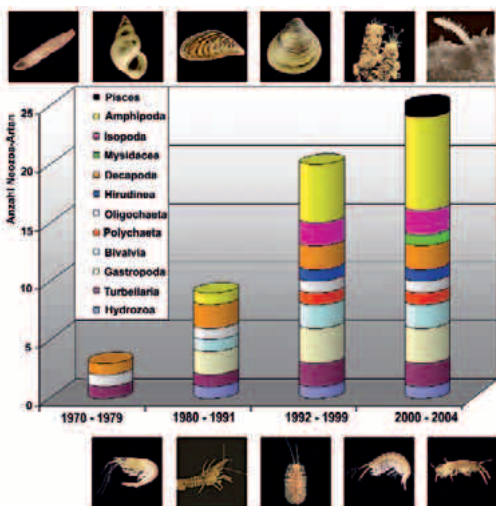 Anzahl Neozoa-Arten
25
20
15
10
5
0
Pisces
Amphipoda
Isopoda
Mysidacea
Decapoda
Hirudinea
Oligochaeta
Polychaeta
Bivalvia
Gastropoda
Turbellaria
Hydrozoa
1970 - 1979
1980 - 1991
1992 - 1999
2000 - 2004